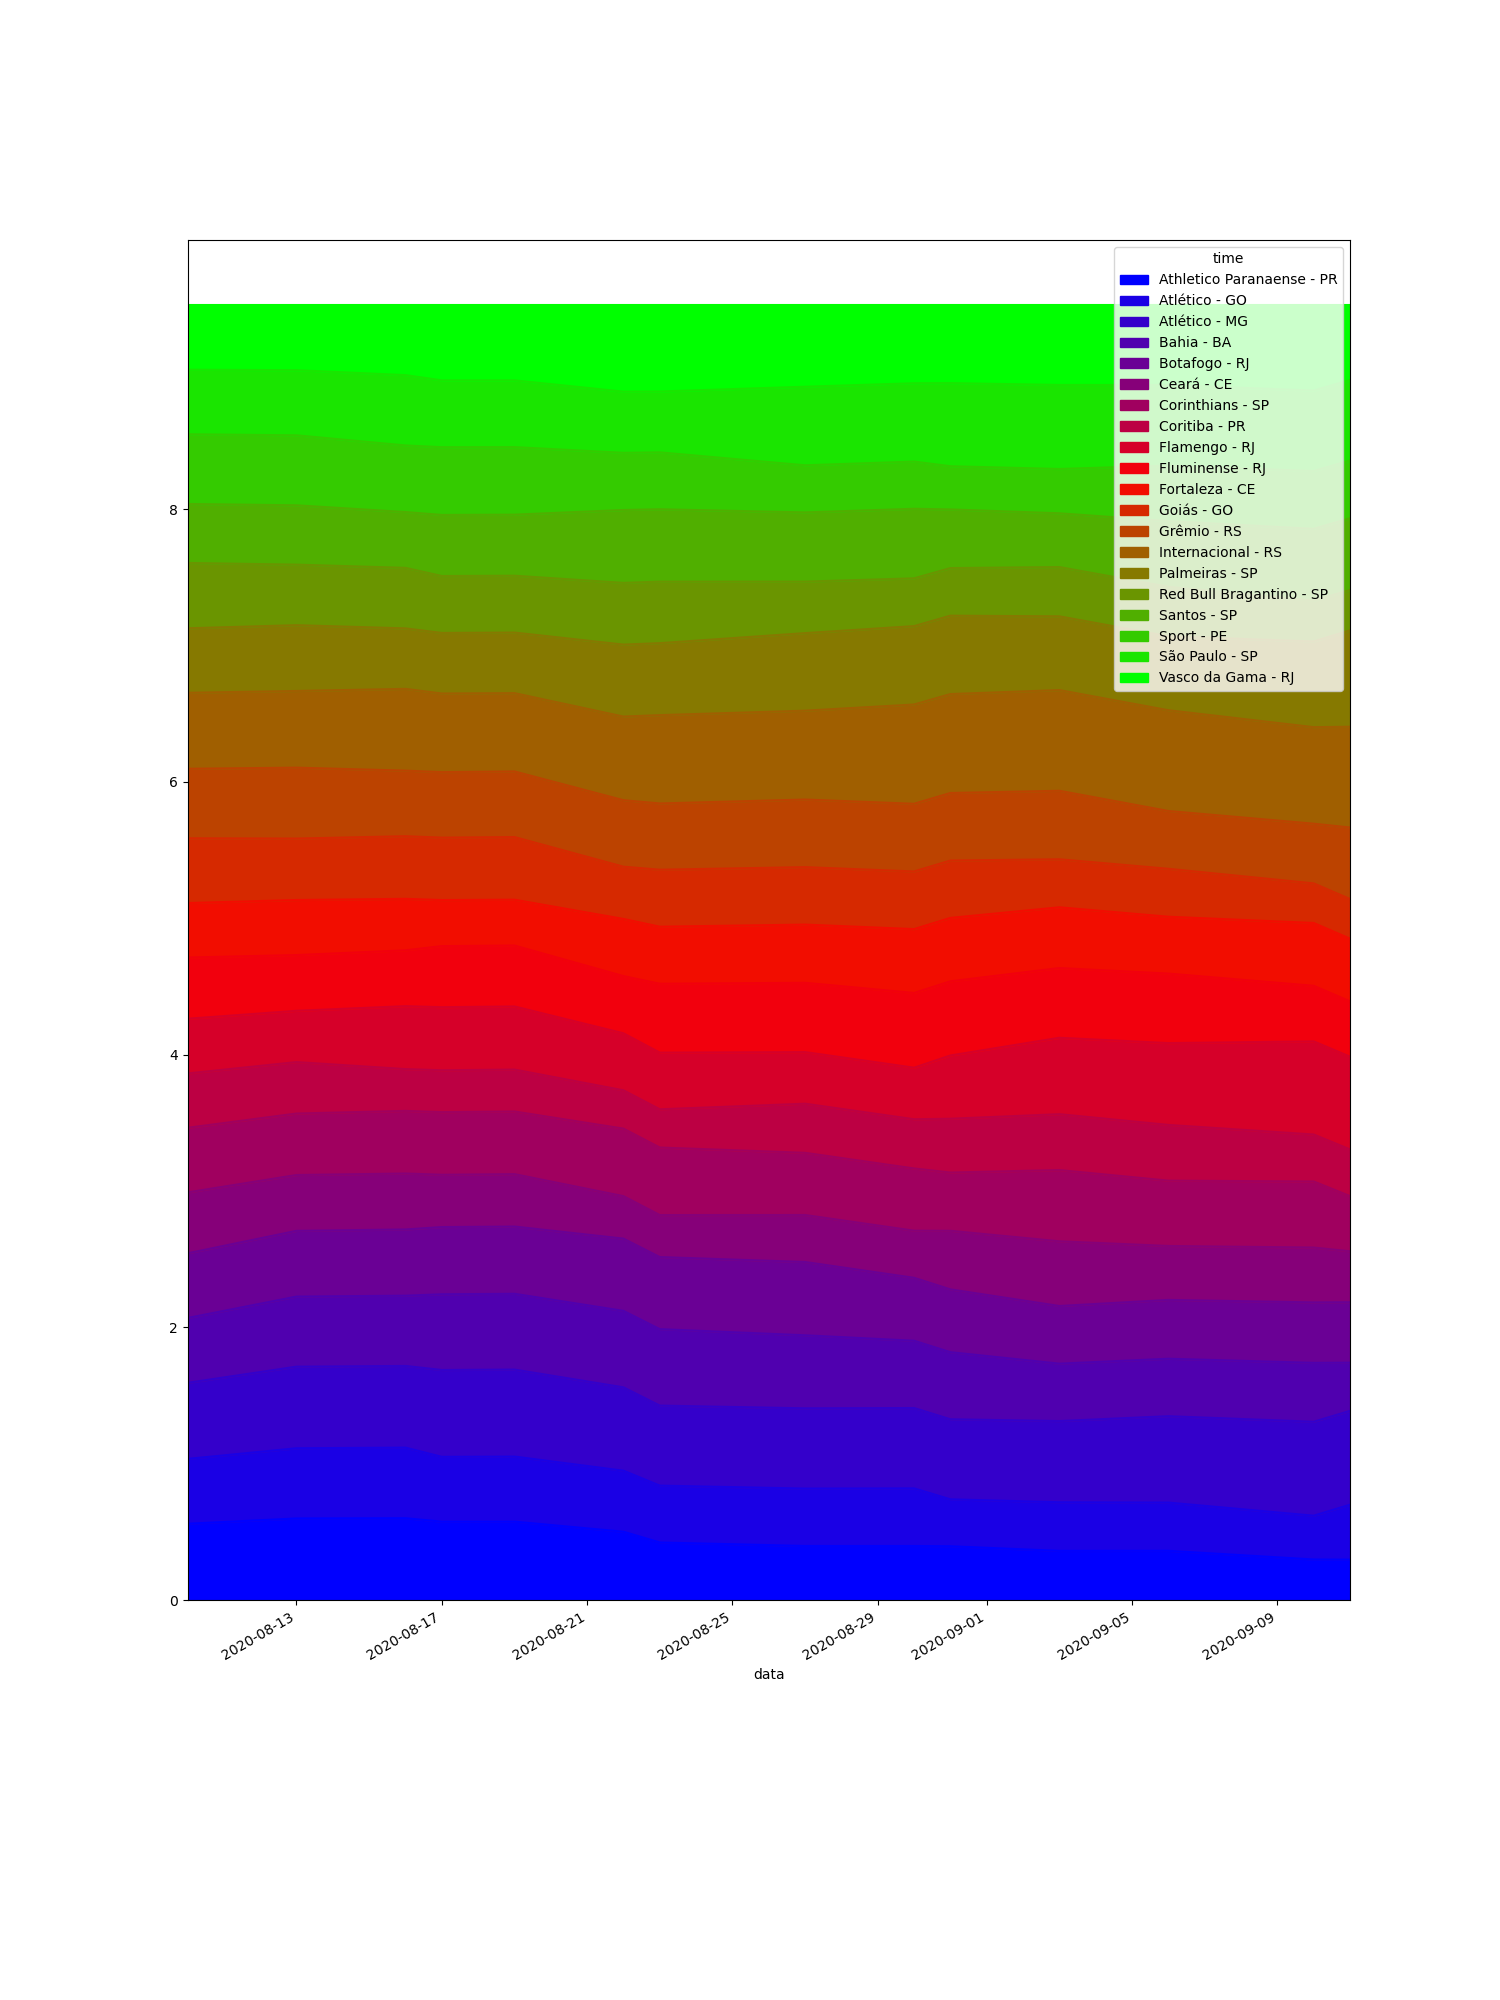 time
Athletico Paranaense - PR
Atlético - GO
Atlético - MG
Bahia - BA
Botafogo - RJ
Ceará - CE
Corinthians - SP
Coritiba - PR
Flamengo - RJ
Fluminense - RJ
Fortaleza - CE
Goiás - GO
Grêmio - RS
Internacional - RS
Palmeiras - SP
Red Bull Bragantino - SP
Santos - SP
Sport - PE
São Paulo - SP
Vasco da Gama - RJ
8
6
4
2
0
2020-08-13
2020-08-17
2020-08-21
2020-08-25
2020-08-29
2020-09-01
2020-09-05
2020-09-09
data